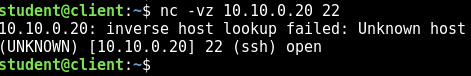 student@client:~$ nc -vz 10.10.0.20 22
10.10.0.20: inverse host lookup failed: Unknown host
(UNKNOWN) [10.10.0.20] 22 (ssh) open
student@client:~$